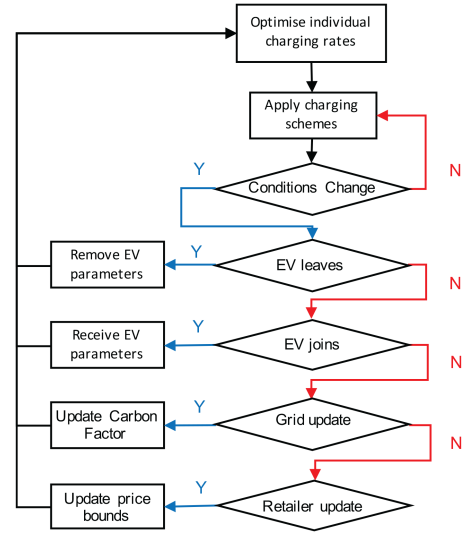 Optimise individual
charging rates
Apply charging
schemes
Y
N
Conditions Change
Remove EV
parameters
Y
EV leaves
N
Receive EV
parameters
Y
EV joins
N
Update Carbon
Factor
Y
Grid update
N
Update price
bounds
Y
Retailer update